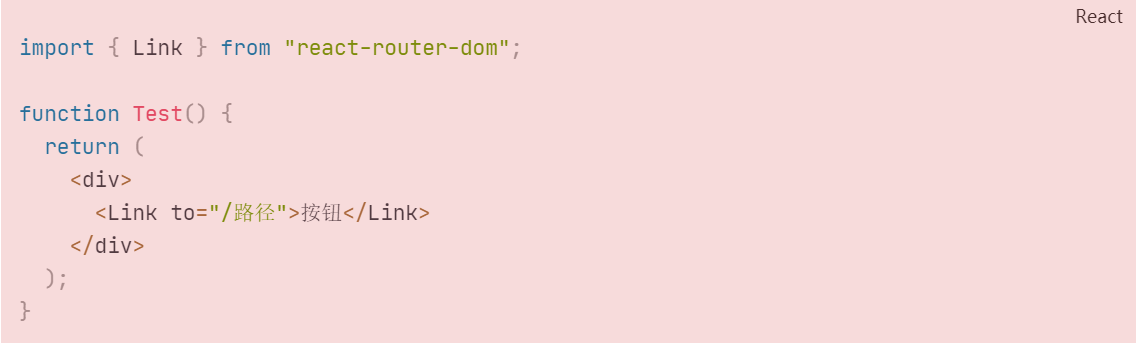 React
import { Link } from "react-router-dom";
function Test() {
  return (
    <div>
      <Link to="/路径">按钮</Link>
    </div>
  );
}